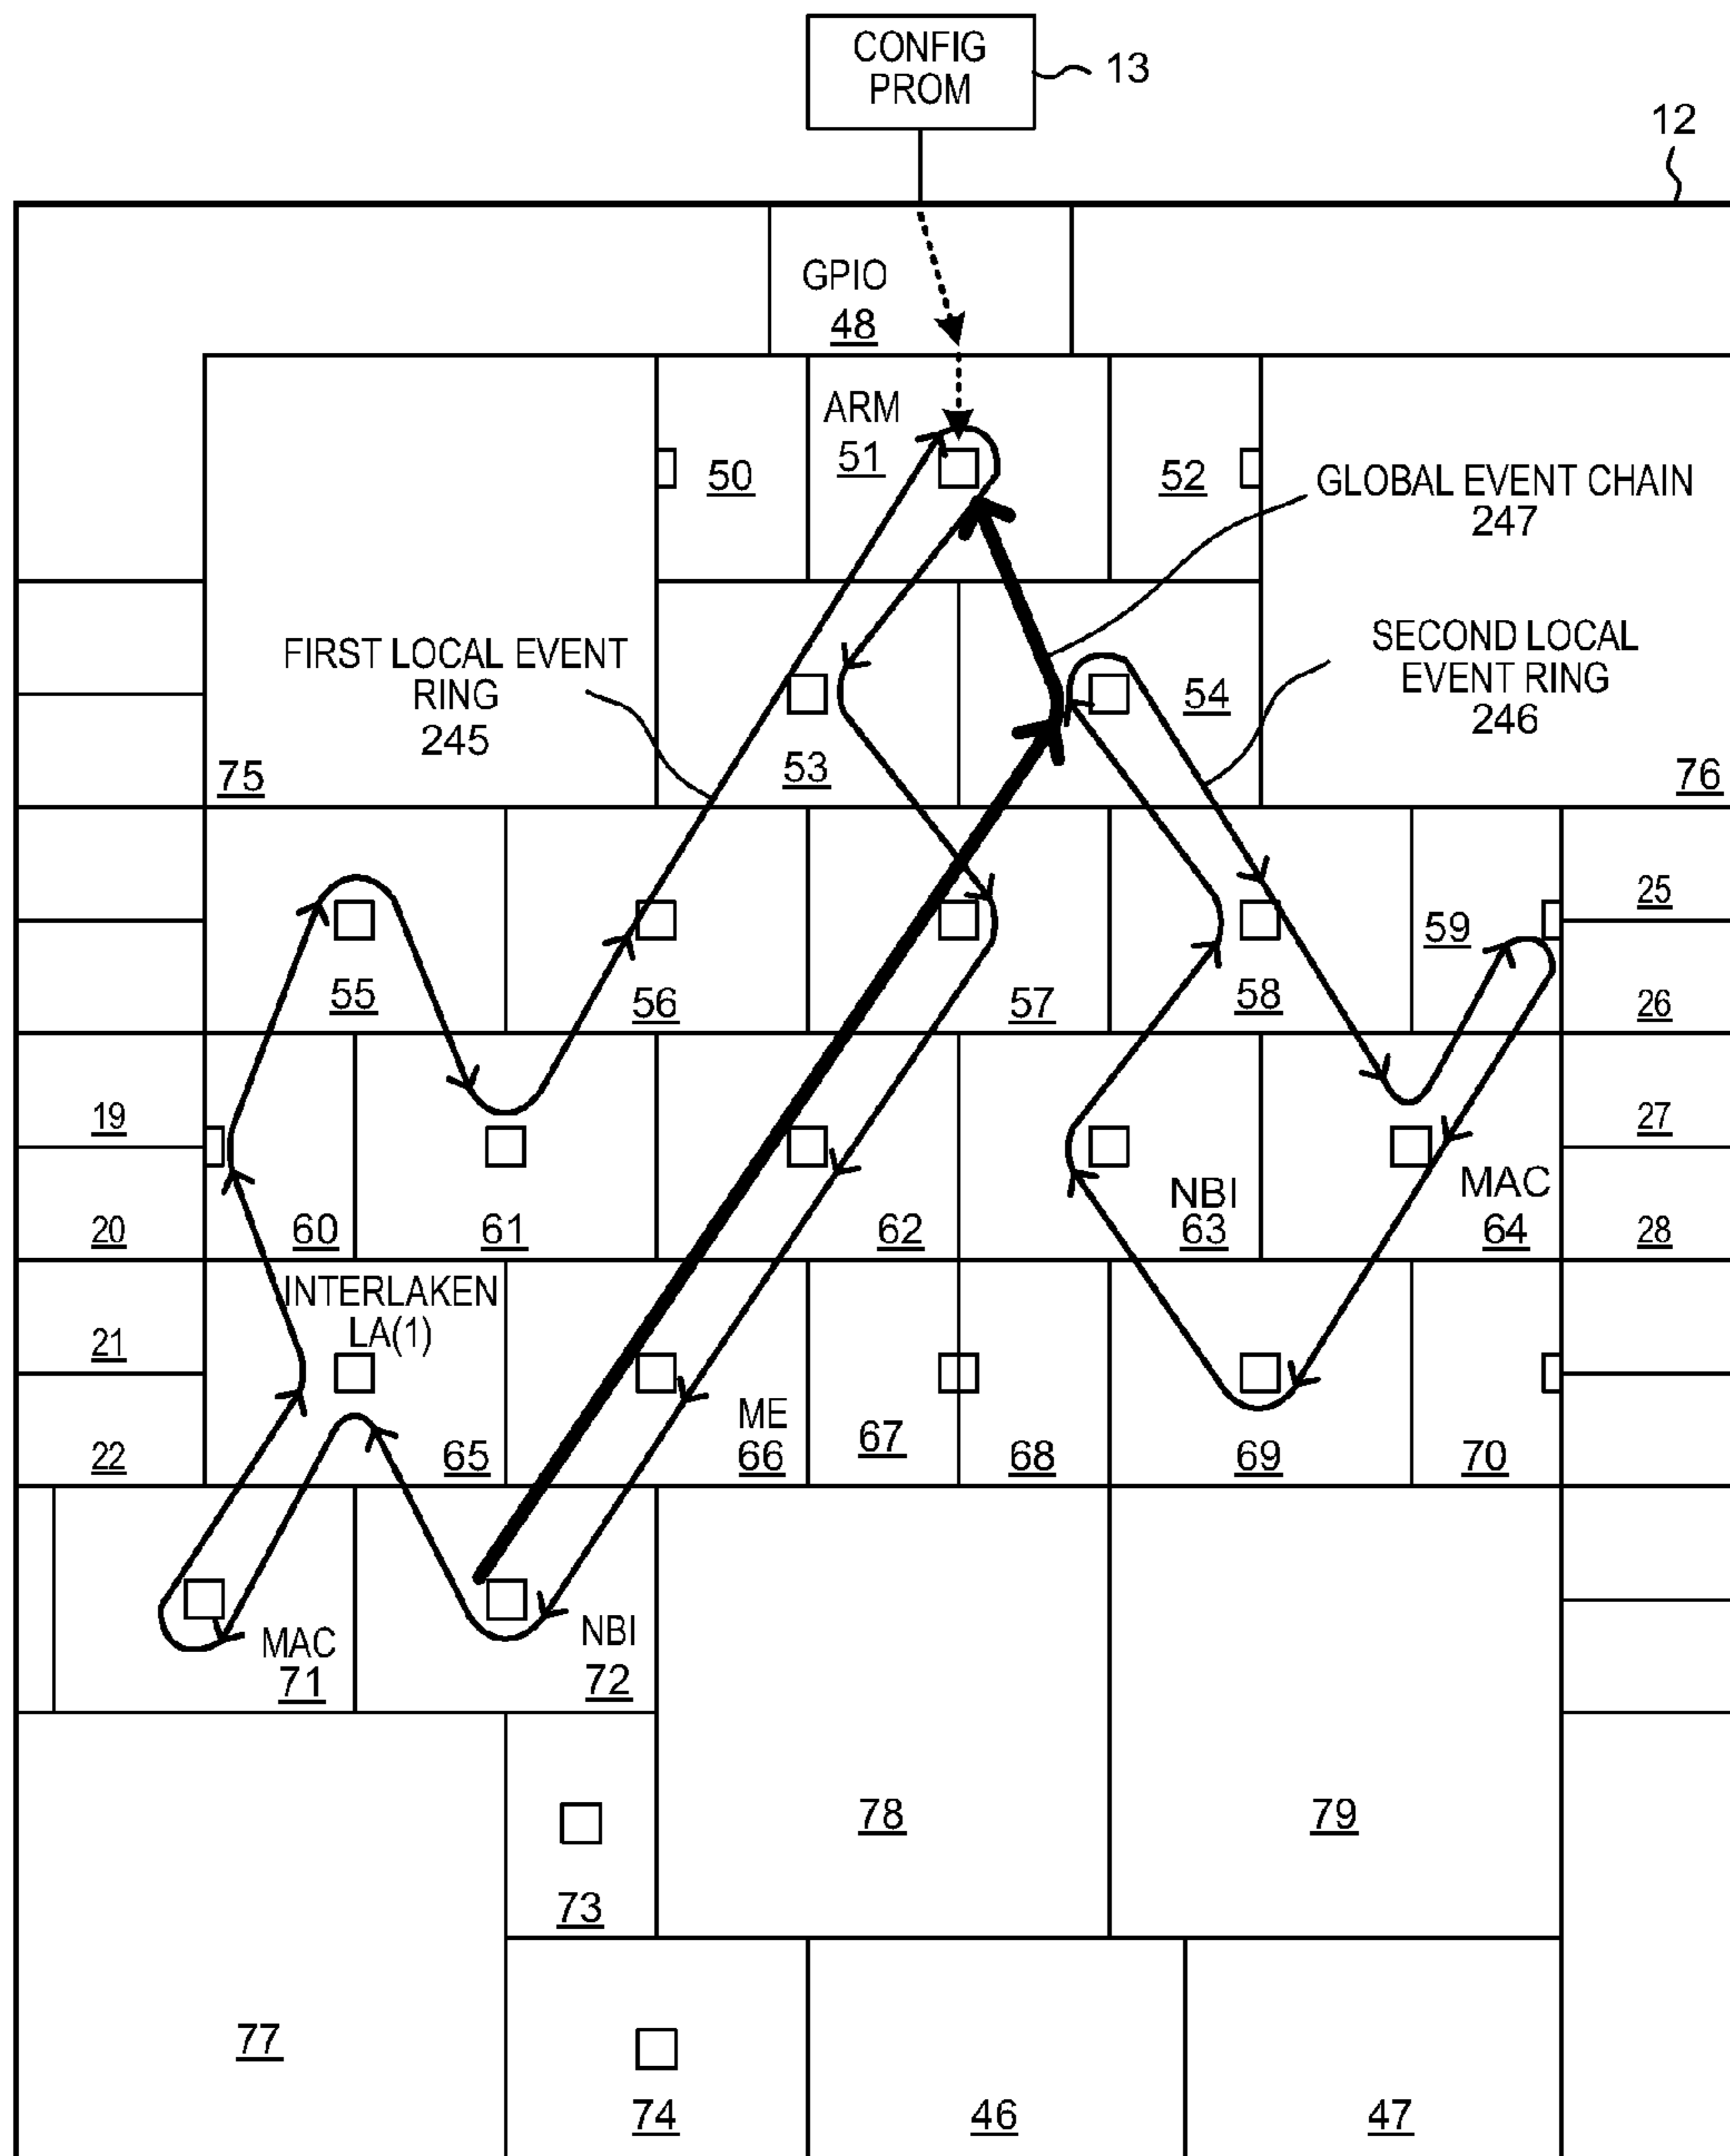 CONFIG
PROM
13
12
GPIO
48
ARM
51
50
52
GLOBAL EVENT CHAIN
247
FIRST LOCAL EVENT
RING
245
SECOND LOCAL
EVENT RING
246
53
54
75
76
55
56
57
58
59
25
26
19
20
60
61
62
NBI
63
MAC
64
27
28
INTERLAKEN
LA(1)
21
22
65
ME
66
67
68
69
70
MAC
71
NBI
72
73
78
79
77
74
46
47